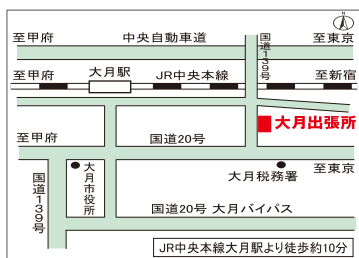 至甲府
中央自動車道
国道139号
至東京
至甲府
大月駅
JR中央本線
至新宿
大月出張所
至甲府
国道20号
大月市役所
大月税務署
至東京
国道139号
国道20号 大月バイパス
JR中央本線大月駅より徒歩約10分
N